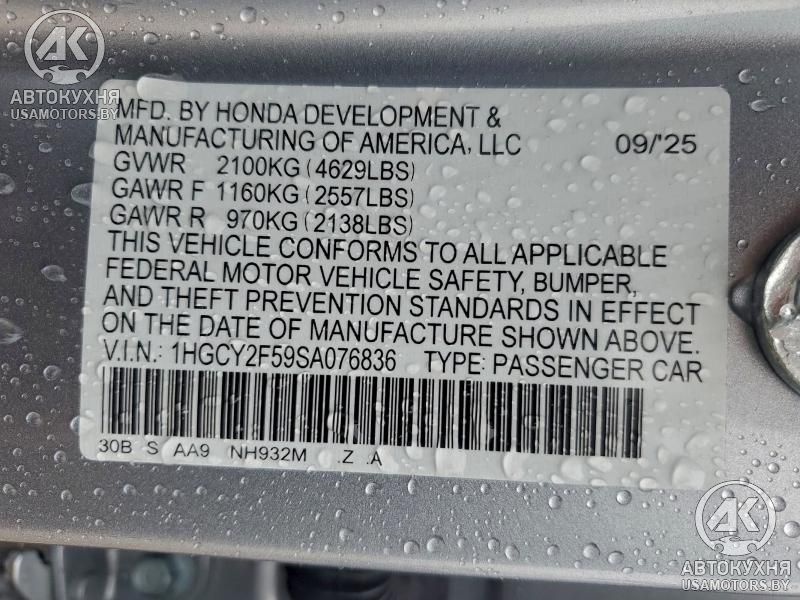 АК
АВТОКУХНЯ
USAMOTORS.BY
MFD. BY HONDA DEVELOPMENT &
MANUFACTURING OF AMERICA, LLC 09/'25
GVWR 2100KG (4629LBS)
GAWR F 1160KG (2557LBS)
GAWR R 970KG (2138LBS)
THIS VEHICLE CONFORMS TO ALL APPLICABLE
FEDERAL MOTOR VEHICLE SAFETY, BUMPER,
AND THEFT PREVENTION STANDARDS IN EFFECT
ON THE DATE OF MANUFACTURE SHOWN ABOVE.
V.I.N.: 1HGCY2F59SA076836 TYPE: PASSENGER CAR
30B S AA9 NH932M .Z .A
АК
АВТОКУХНЯ
USAMOTORS.BY